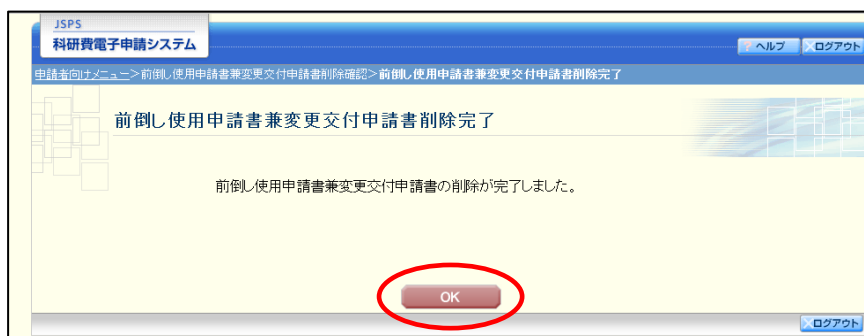 JSPS
科研費電子申請システム
? ヘルプ
ログアウト
申請者向けメニュー>前倒し使用申請書兼変更交付申請書削除確認>前倒し使用申請書兼変更交付申請書削除完了
前倒し使用申請書兼変更交付申請書削除完了
前倒し使用申請書兼変更交付申請書の削除が完了しました。
OK
ログアウト